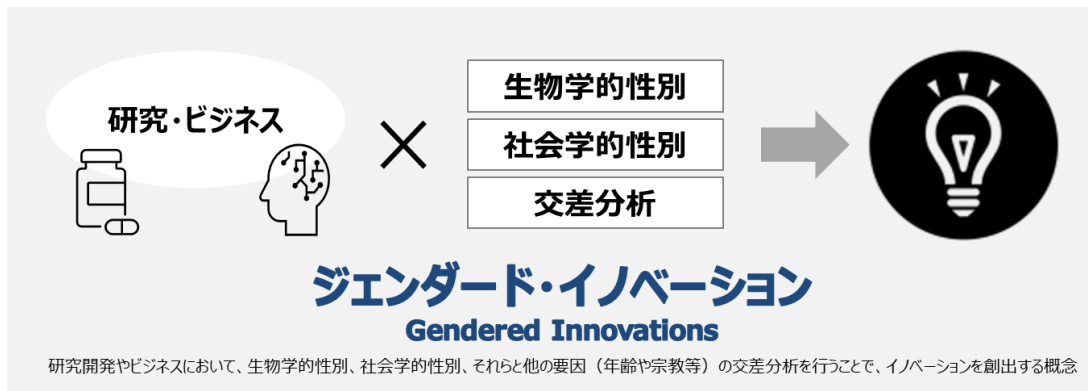 研究・ビジネス
×
生物学的性別
社会学的性別
交差分析
ジェンダード・イノベーション
Gendered Innovations
研究開発やビジネスにおいて、生物学的性別、社会学的性別、それらと他の要因（年齢や宗教等）の交差分析を行うことで、イノベーションを創出する概念